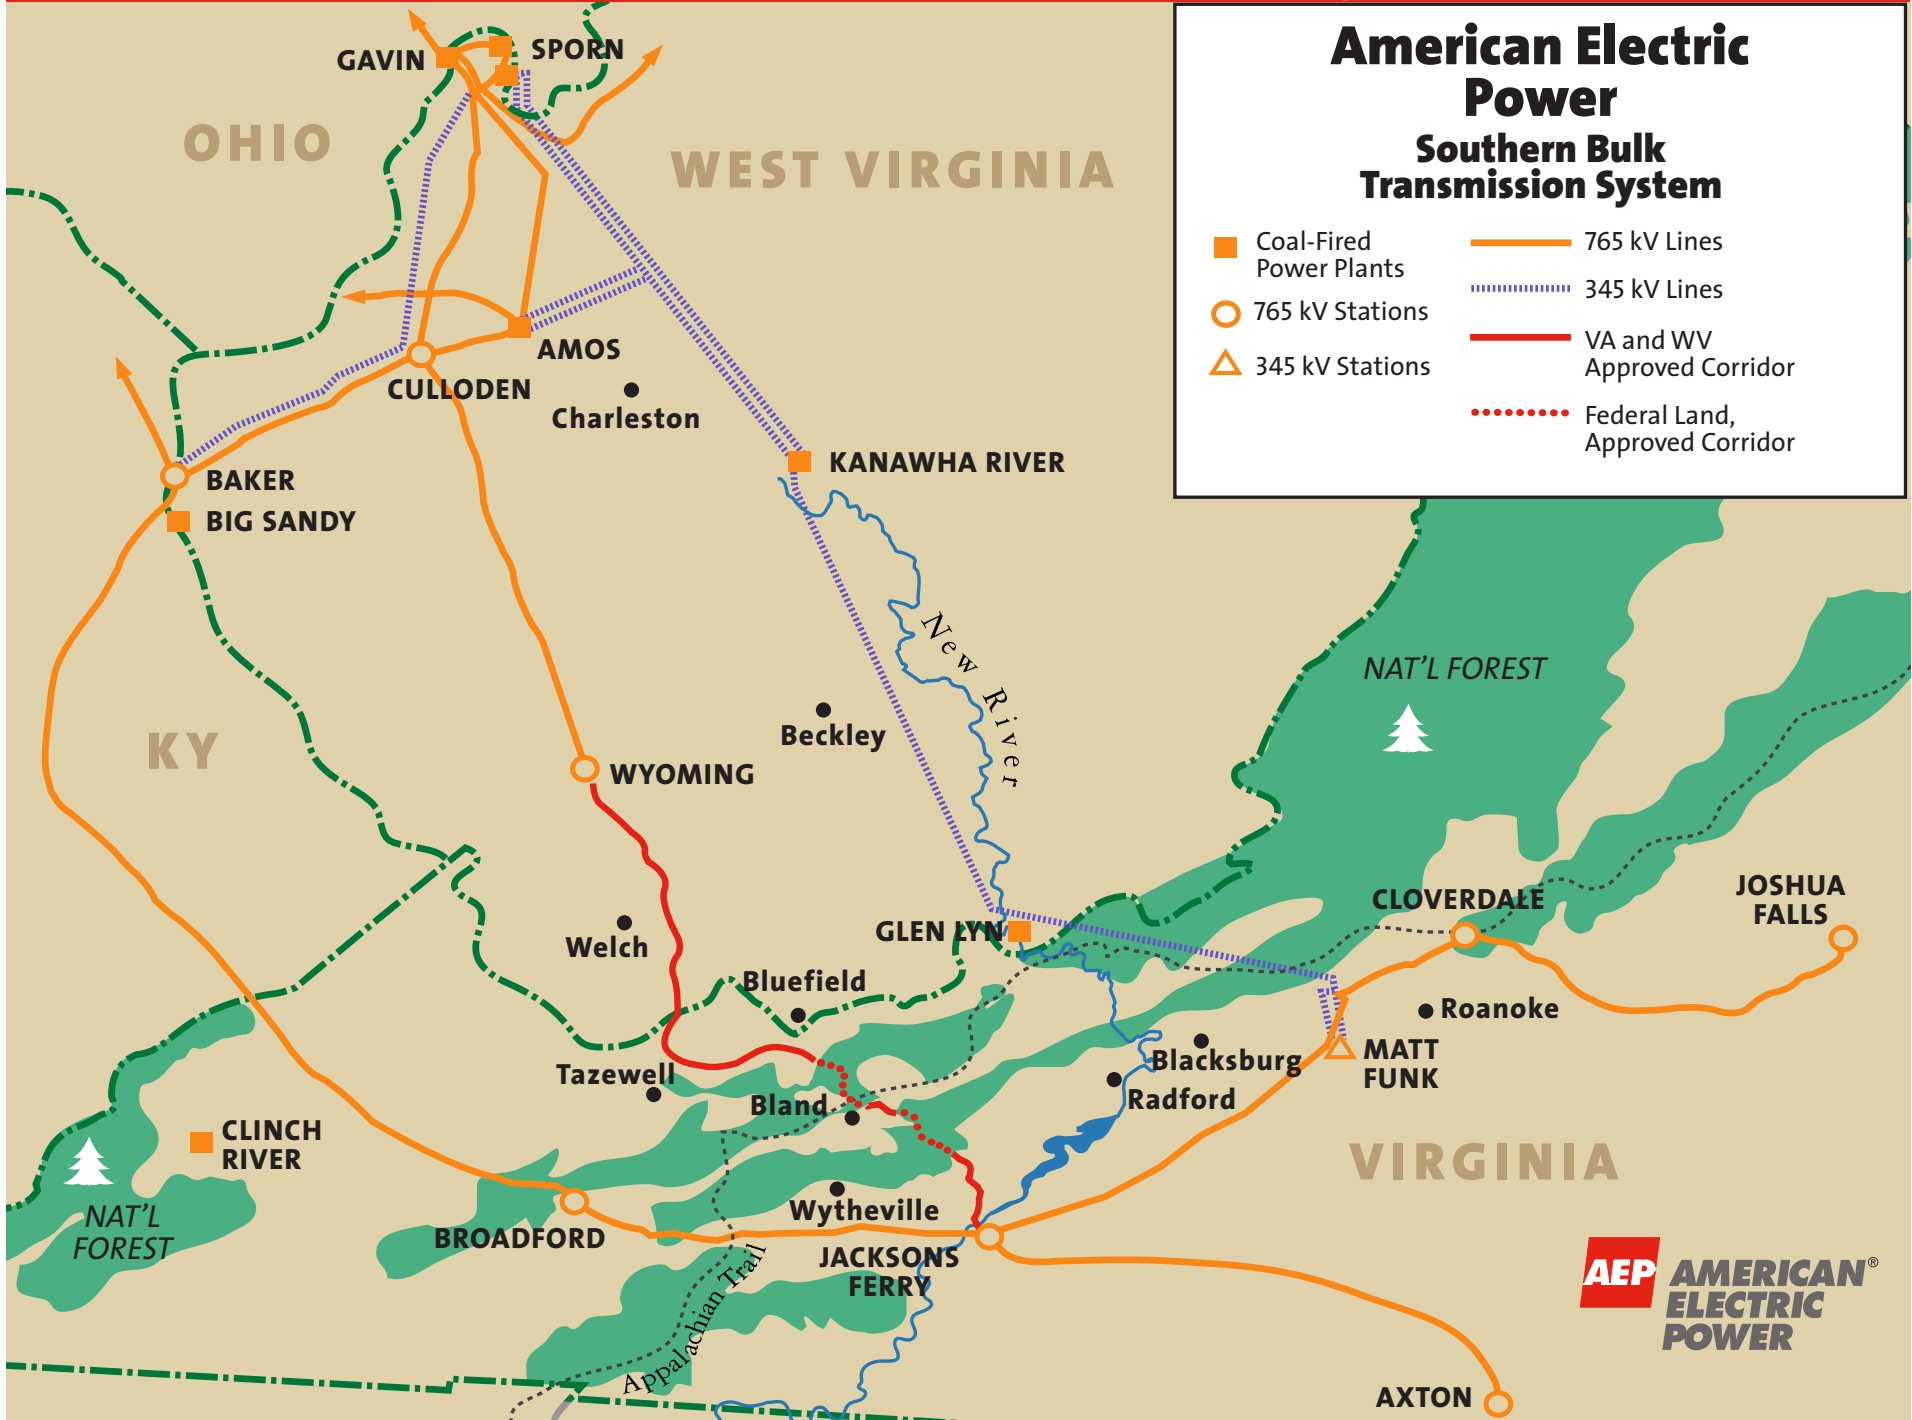 American Electric
Power
Southern Bulk
Transmission System
Coal-Fired
Power Plants
765 kV Stations
345 kV Stations
765 kV Lines
345 kV Lines
VA and WV
Approved Corridor
Federal Land,
Approved Corridor
GAVIN
SPORN
OHIO
WEST VIRGINIA
AMOS
CULLODEN
Charleston
KANAWHA RIVER
BAKER
BIG SANDY
New River
NAT'L FOREST
KY
Beckley
WYOMING
CLOVERDALE
JOSHUA
FALLS
GLEN LYN
Welch
Bluefield
Roanoke
MATT
FUNK
Blacksburg
Radford
Tazewell
Bland
CLINCH
RIVER
VIRGINIA
NAT'L
FOREST
Wytheville
BROADFORD
JACKSONS
FERRY
Appalachian Trail
AEP
AMERICAN®
ELECTRIC
POWER
AXTON